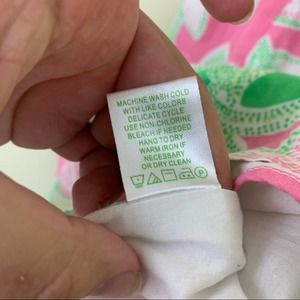 MACHINE WASH COLD
WITH LIKE COLORS
DELICATE CYCLE
USE NON-CHLORINE
BLEACH IF NEEDED
HANG TO DRY
WARM IRON IF
NECESSARY
OR DRY CLEAN
P